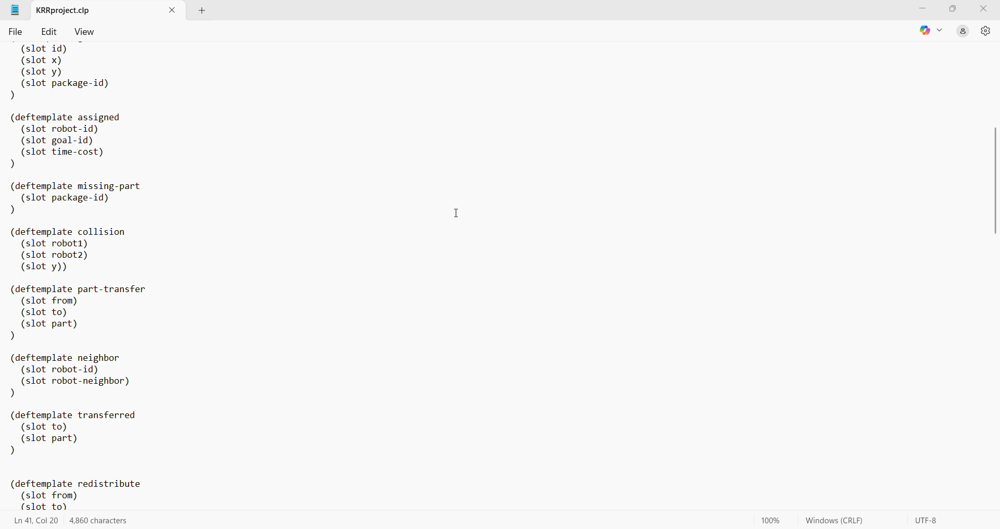 KRRproject.clp
File Edit View
(slot id)
(slot x)
(slot y)
(slot package-id)
)
(deftemplate assigned
(slot robot-id)
(slot goal-id)
(slot time-cost)
)
(deftemplate missing-part
(slot package-id)
)
(deftemplate collision
(slot robot1)
(slot robot2)
(slot y))
(deftemplate part-transfer
(slot from)
(slot to)
(slot part)
)
(deftemplate neighbor
(slot robot-id)
(slot robot-neighbor)
)
(deftemplate transferred
(slot to)
(slot part)
)
(deftemplate redistribute
(slot from)
(slot to)
Ln 41, Col 20 4,860 characters 100% Windows (CRLF) UTF-8